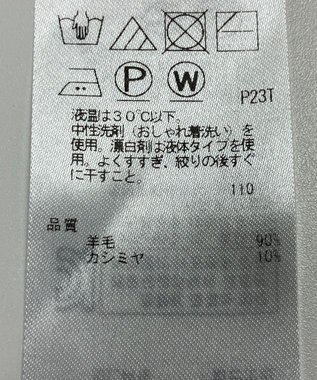 P W
P23T
液温は30℃以下。
中性洗剤(おしゃれ着洗い)を
使用。漂白剤は液体タイプを使
用。よくすすぎ、絞りの後すぐ
に干すこと。
110
品質
羊毛 90%
カシミヤ 10%